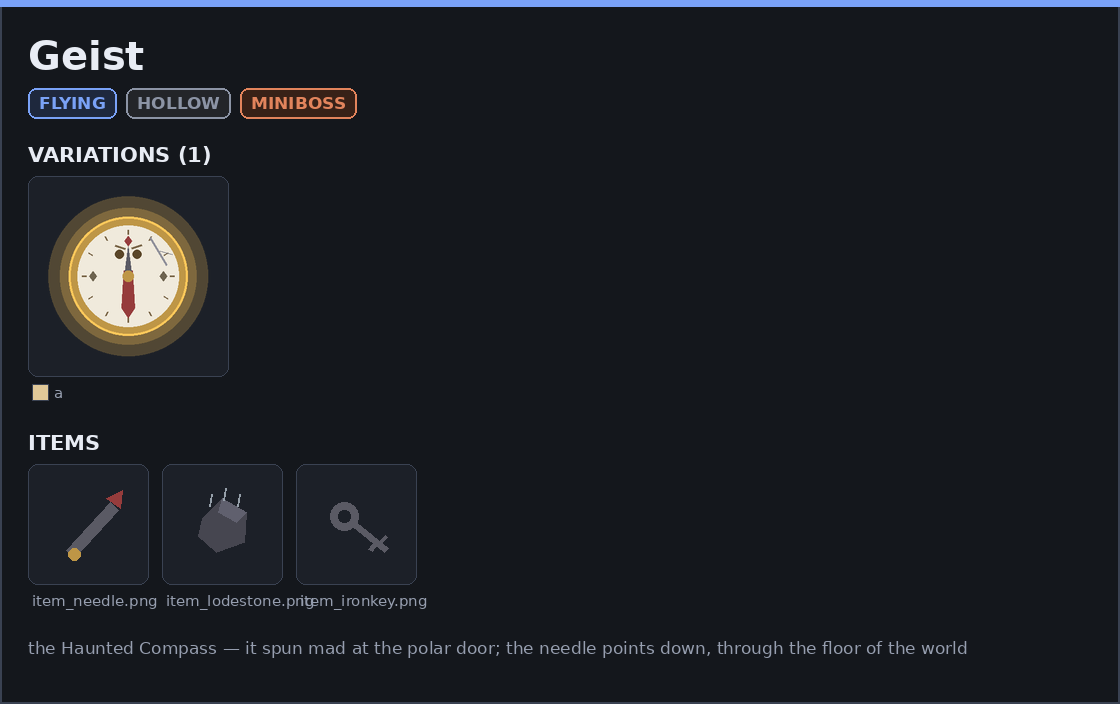 Geist
FLYING HOLLOW MINIBOSS
VARIATIONS (1)
a
ITEMS
item_needle.png item_lodestone.png item_ironkey.png
the Haunted Compass — it spun mad at the polar door; the needle points down, through the floor of the world